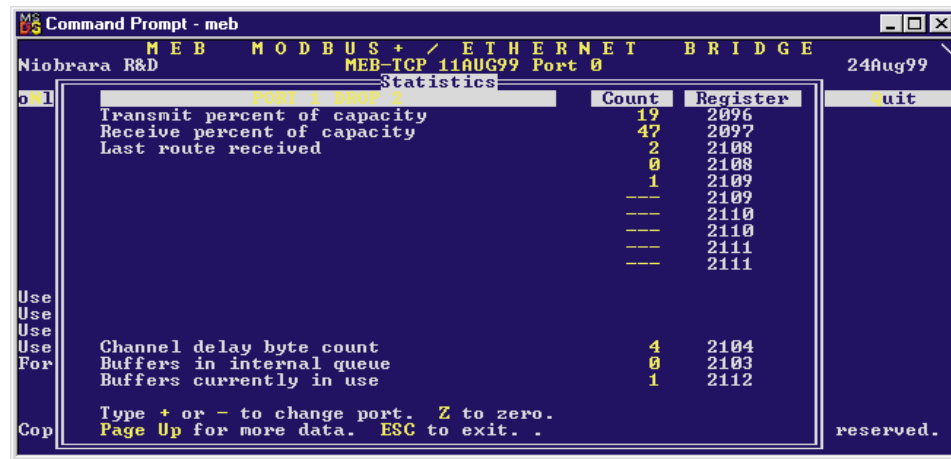 Command Prompt - meb
M E B   M O D B U S + / E T H E R N E T   B R I D G E
Niobrara R&D   MEB-TCP 11AUG99 Port 0   24Aug99
Statistics
PORT 1 DROP 2   Count   Register   Quit
Transmit percent of capacity   19   2096
Receive percent of capacity   47   2097
Last route received   2   2108
0   2108
1   2109
---   2109
---   2110
---   2110
---   2111
---   2111
Use
Use
Use
Use   Channel delay byte count   4   2104
For   Buffers in internal queue   0   2103
Buffers currently in use   1   2112
Type + or - to change port.  Z to zero.
Cop   Page Up for more data.  ESC to exit. .   reserved.